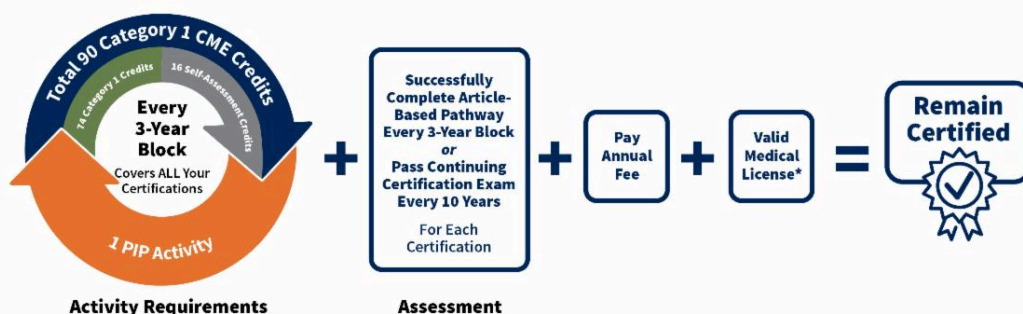 Total 90 Category 1 CME Credits
74 Category 1 Credits
16 Self-Assessment Credits
Every
3-Year
Block
Covers ALL Your
Certifications
1 PIP Activity
Activity Requirements
+
Successfully
Complete Article-
Based Pathway
Every 3-Year Block
or
Pass Continuing
Certification Exam
Every 10 Years
For Each
Certification
Assessment
+
Pay
Annual
Fee
+
Valid
Medical
License*
=
Remain
Certified